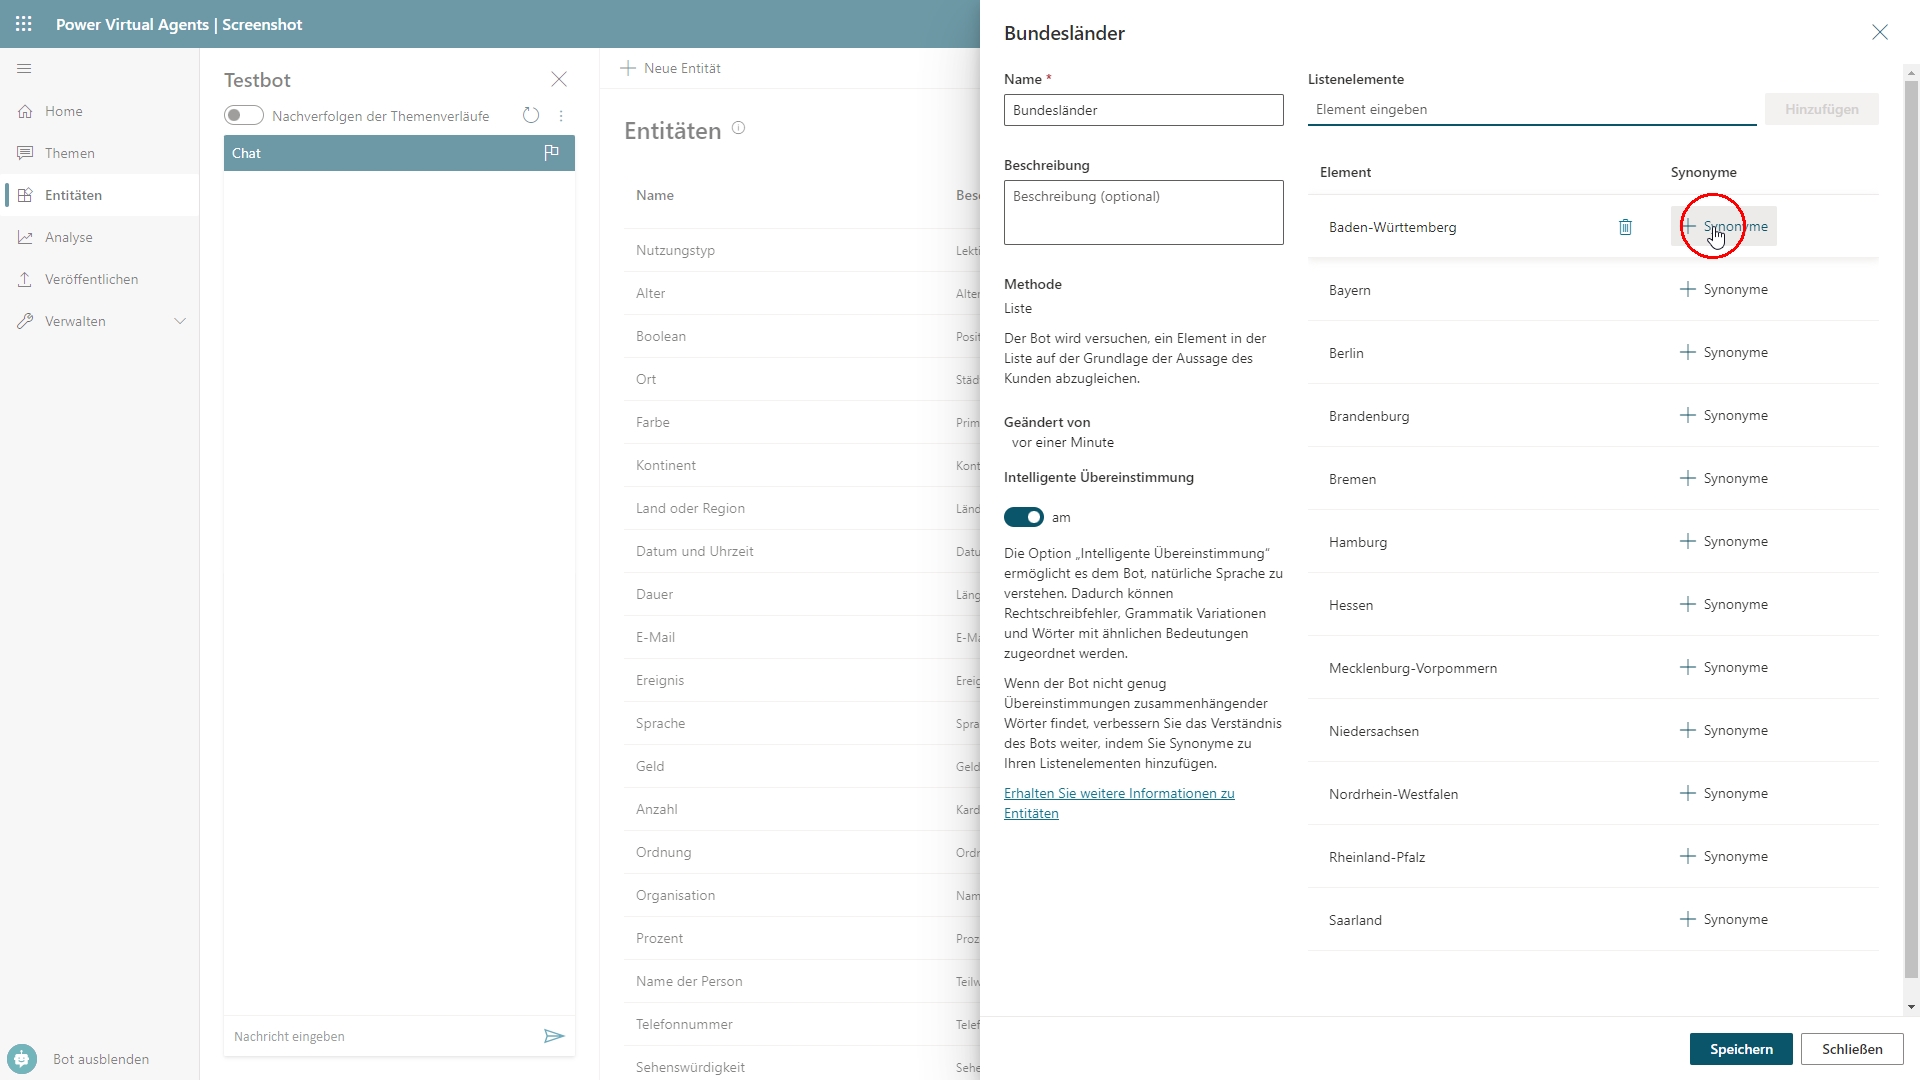 Power Virtual Agents | Screenshot
Home
Themen
Entitäten
Analyse
Veröffentlichen
Verwalten
Bot ausblenden
Testbot
Nachverfolgen der Themenverläufe
Chat
Nachricht eingeben
Neue Entität
Entitäten
Name
Bes
Nutzungstyp
Lekt
Alter
Alter
Boolean
Posit
Ort
Städ
Farbe
Prim
Kontinent
Kont
Land oder Region
Länd
Datum und Uhrzeit
Datu
Dauer
Läng
E-Mail
E-Ma
Ereignis
Ereig
Sprache
Spra
Geld
Geld
Anzahl
Kard
Ordnung
Ordn
Organisation
Nam
Prozent
Proz
Name der Person
Teilw
Telefonnummer
Telef
Sehenswürdigkeit
Sehe
Bundesländer
Name *
Bundesländer
Beschreibung
Beschreibung (optional)
Methode
Liste
Der Bot wird versuchen, ein Element in der
Liste auf der Grundlage der Aussage des
Kunden abzugleichen.
Geändert von
vor einer Minute
Intelligente Übereinstimmung
am
Die Option „Intelligente Übereinstimmung“
ermöglicht es dem Bot, natürliche Sprache zu
verstehen. Dadurch können
Rechtschreibfehler, Grammatik Variationen
und Wörter mit ähnlichen Bedeutungen
zugeordnet werden.
Wenn der Bot nicht genug
Übereinstimmungen zusammenhängender
Wörter findet, verbessern Sie das Verständnis
des Bots weiter, indem Sie Synonyme zu
Ihren Listenelementen hinzufügen.
Erhalten Sie weitere Informationen zu
Entitäten
Listenelemente
Element eingeben
Hinzufügen
Element
Synonyme
Baden-Württemberg
Synonyme
Bayern
Synonyme
Berlin
Synonyme
Brandenburg
Synonyme
Bremen
Synonyme
Hamburg
Synonyme
Hessen
Synonyme
Mecklenburg-Vorpommern
Synonyme
Niedersachsen
Synonyme
Nordrhein-Westfalen
Synonyme
Rheinland-Pfalz
Synonyme
Saarland
Synonyme
Speichern
Schließen